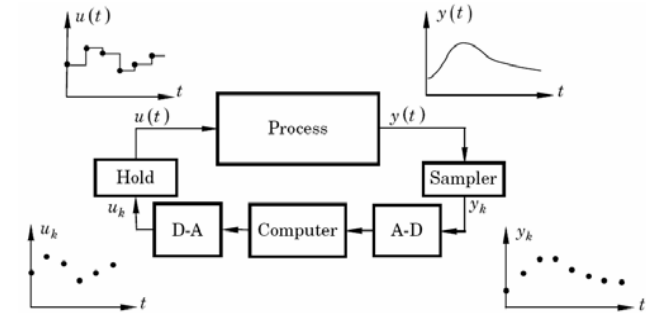 u(t)
y(t)
t
t
u(t)
Process
y(t)
Hold
Sampler
u_k
y_k
D-A
Computer
A-D
u_k
y_k
t
t